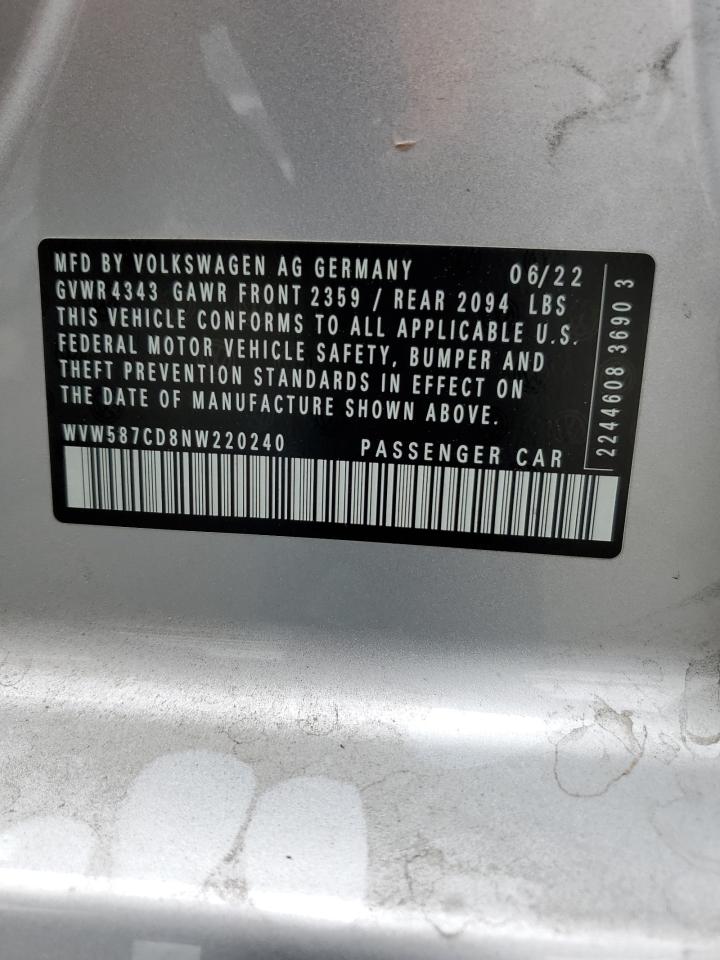 MFD BY VOLKSWAGEN AG GERMANY 06/22
GVWR 4343 GAWR FRONT 2359 / REAR 2094 LBS
THIS VEHICLE CONFORMS TO ALL APPLICABLE U.S.
FEDERAL MOTOR VEHICLE SAFETY, BUMPER AND
THEFT PREVENTION STANDARDS IN EFFECT ON
THE DATE OF MANUFACTURE SHOWN ABOVE.
WVW587CD8NW220240 PASSENGER CAR
2244608 3690 3